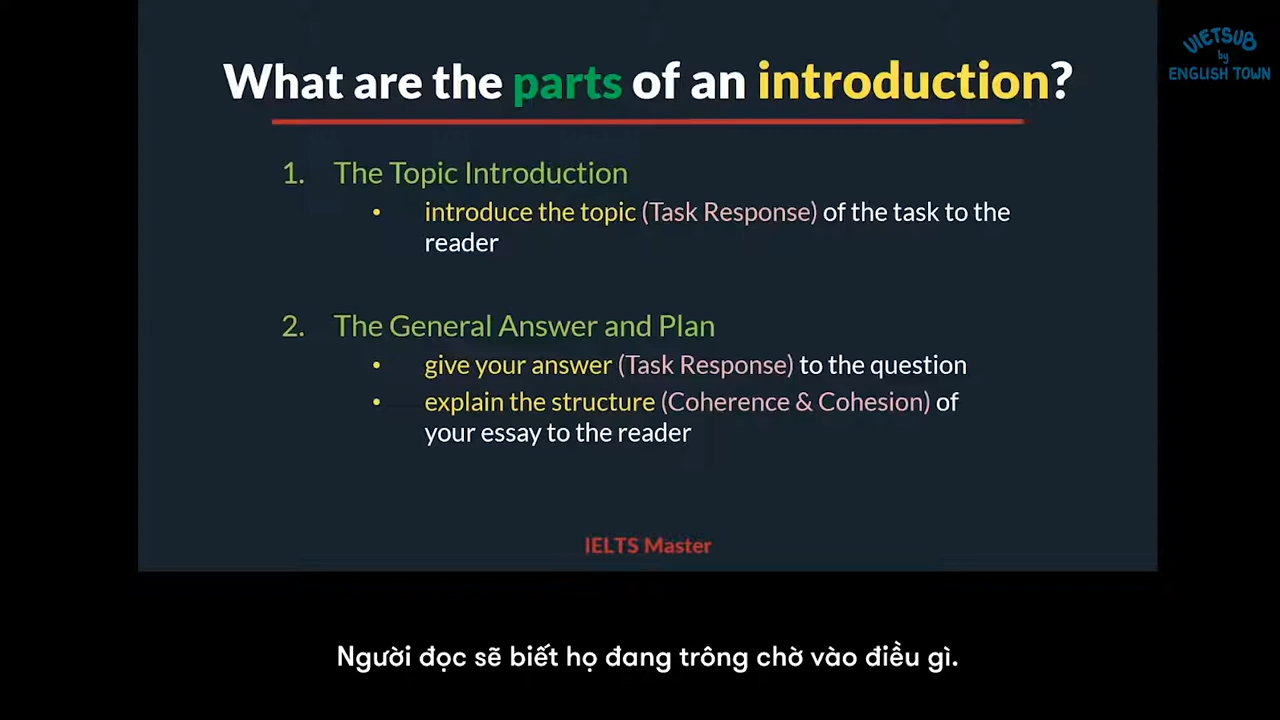 VIETSUB
by
ENGLISH TOWN
What are the parts of an introduction?
1. The Topic Introduction
• introduce the topic (Task Response) of the task to the
reader
2. The General Answer and Plan
• give your answer (Task Response) to the question
• explain the structure (Coherence & Cohesion) of
your essay to the reader
IELTS Master
Người đọc sẽ biết họ đang trông chờ vào điều gì.